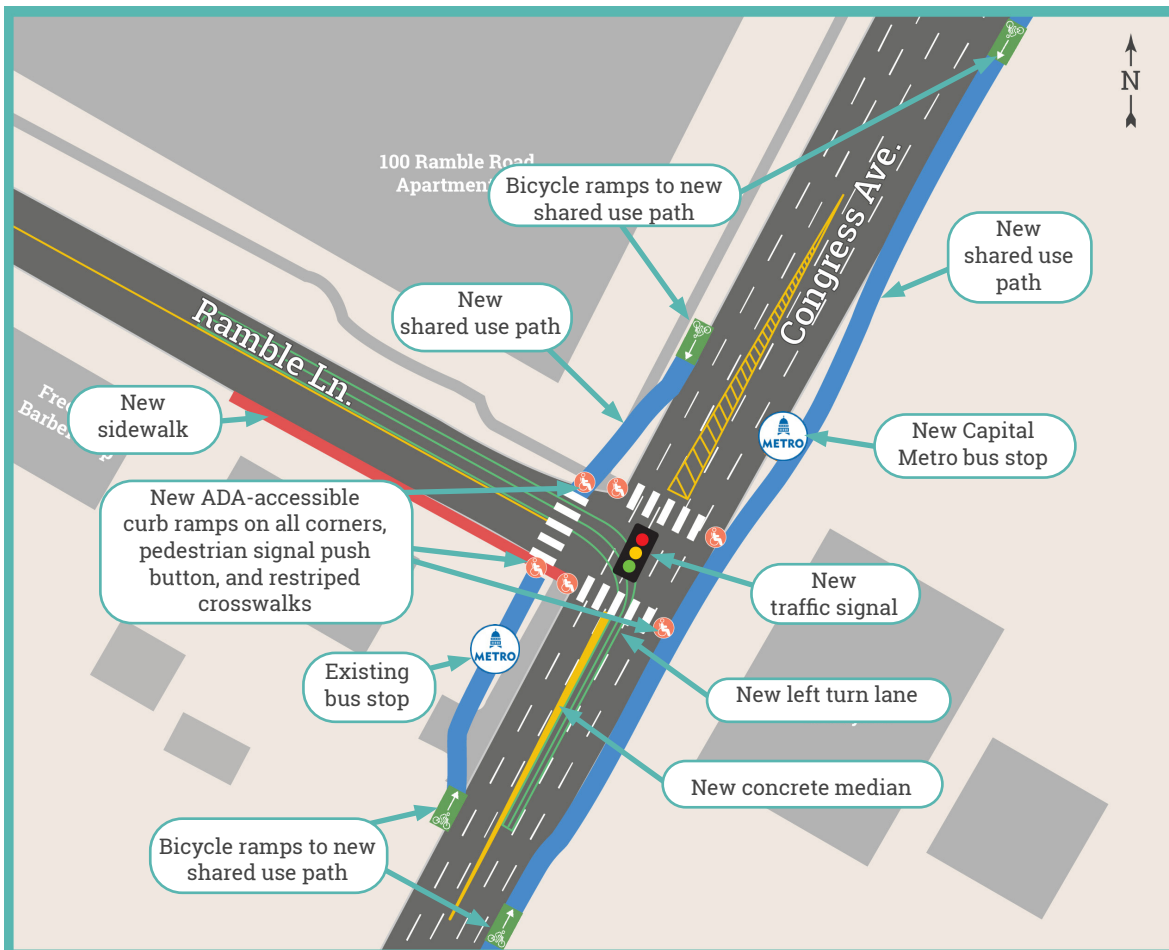 N
100 Ramble Road
Bicycle ramps to new
shared use path
Congress Ave.
New
shared use
path
New
shared use path
Ramble Ln.
New
sidewalk
METRO
New Capital
Metro bus stop
New ADA-accessible
curb ramps on all corners,
pedestrian signal push
button, and restriped
crosswalks
New
traffic signal
METRO
Existing
bus stop
New left turn lane
New concrete median
Bicycle ramps to new
shared use path